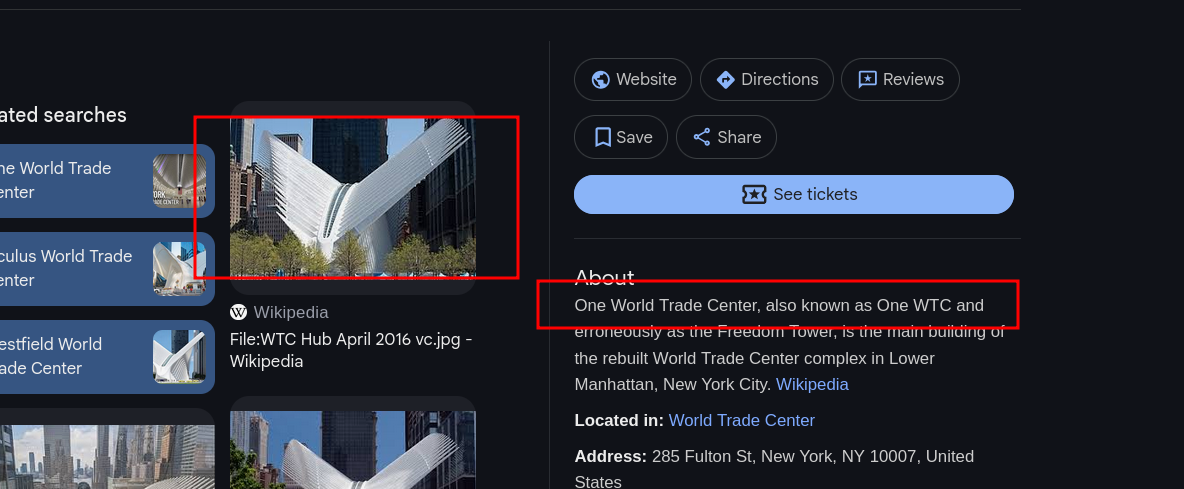 ated searches
ne World Trade
enter
culus World Trade
enter
estfield World
ade Center
Wikipedia
File:WTC Hub April 2016 vc.jpg -
Wikipedia
Website
Directions
Reviews
Save
Share
See tickets
About
One World Trade Center, also known as One WTC and
erroneously as the Freedom Tower, is the main building of
the rebuilt World Trade Center complex in Lower
Manhattan, New York City. Wikipedia
Located in: World Trade Center
Address: 285 Fulton St, New York, NY 10007, United
States